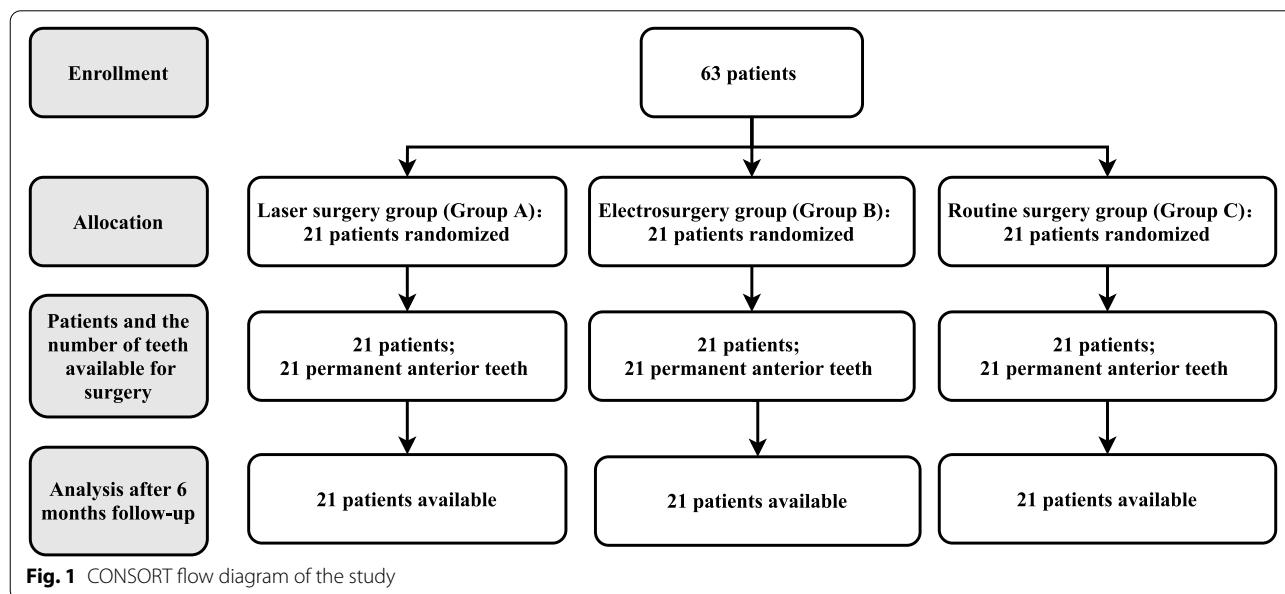 Enrollment
63 patients
Allocation
Laser surgery group (Group A):
21 patients randomized
Electrosurgery group (Group B):
21 patients randomized
Routine surgery group (Group C):
21 patients randomized
Patients and the
number of teeth
available for
surgery
21 patients;
21 permanent anterior teeth
21 patients;
21 permanent anterior teeth
21 patients;
21 permanent anterior teeth
Analysis after 6
months follow-up
21 patients available
21 patients available
21 patients available
Fig. 1 CONSORT flow diagram of the study